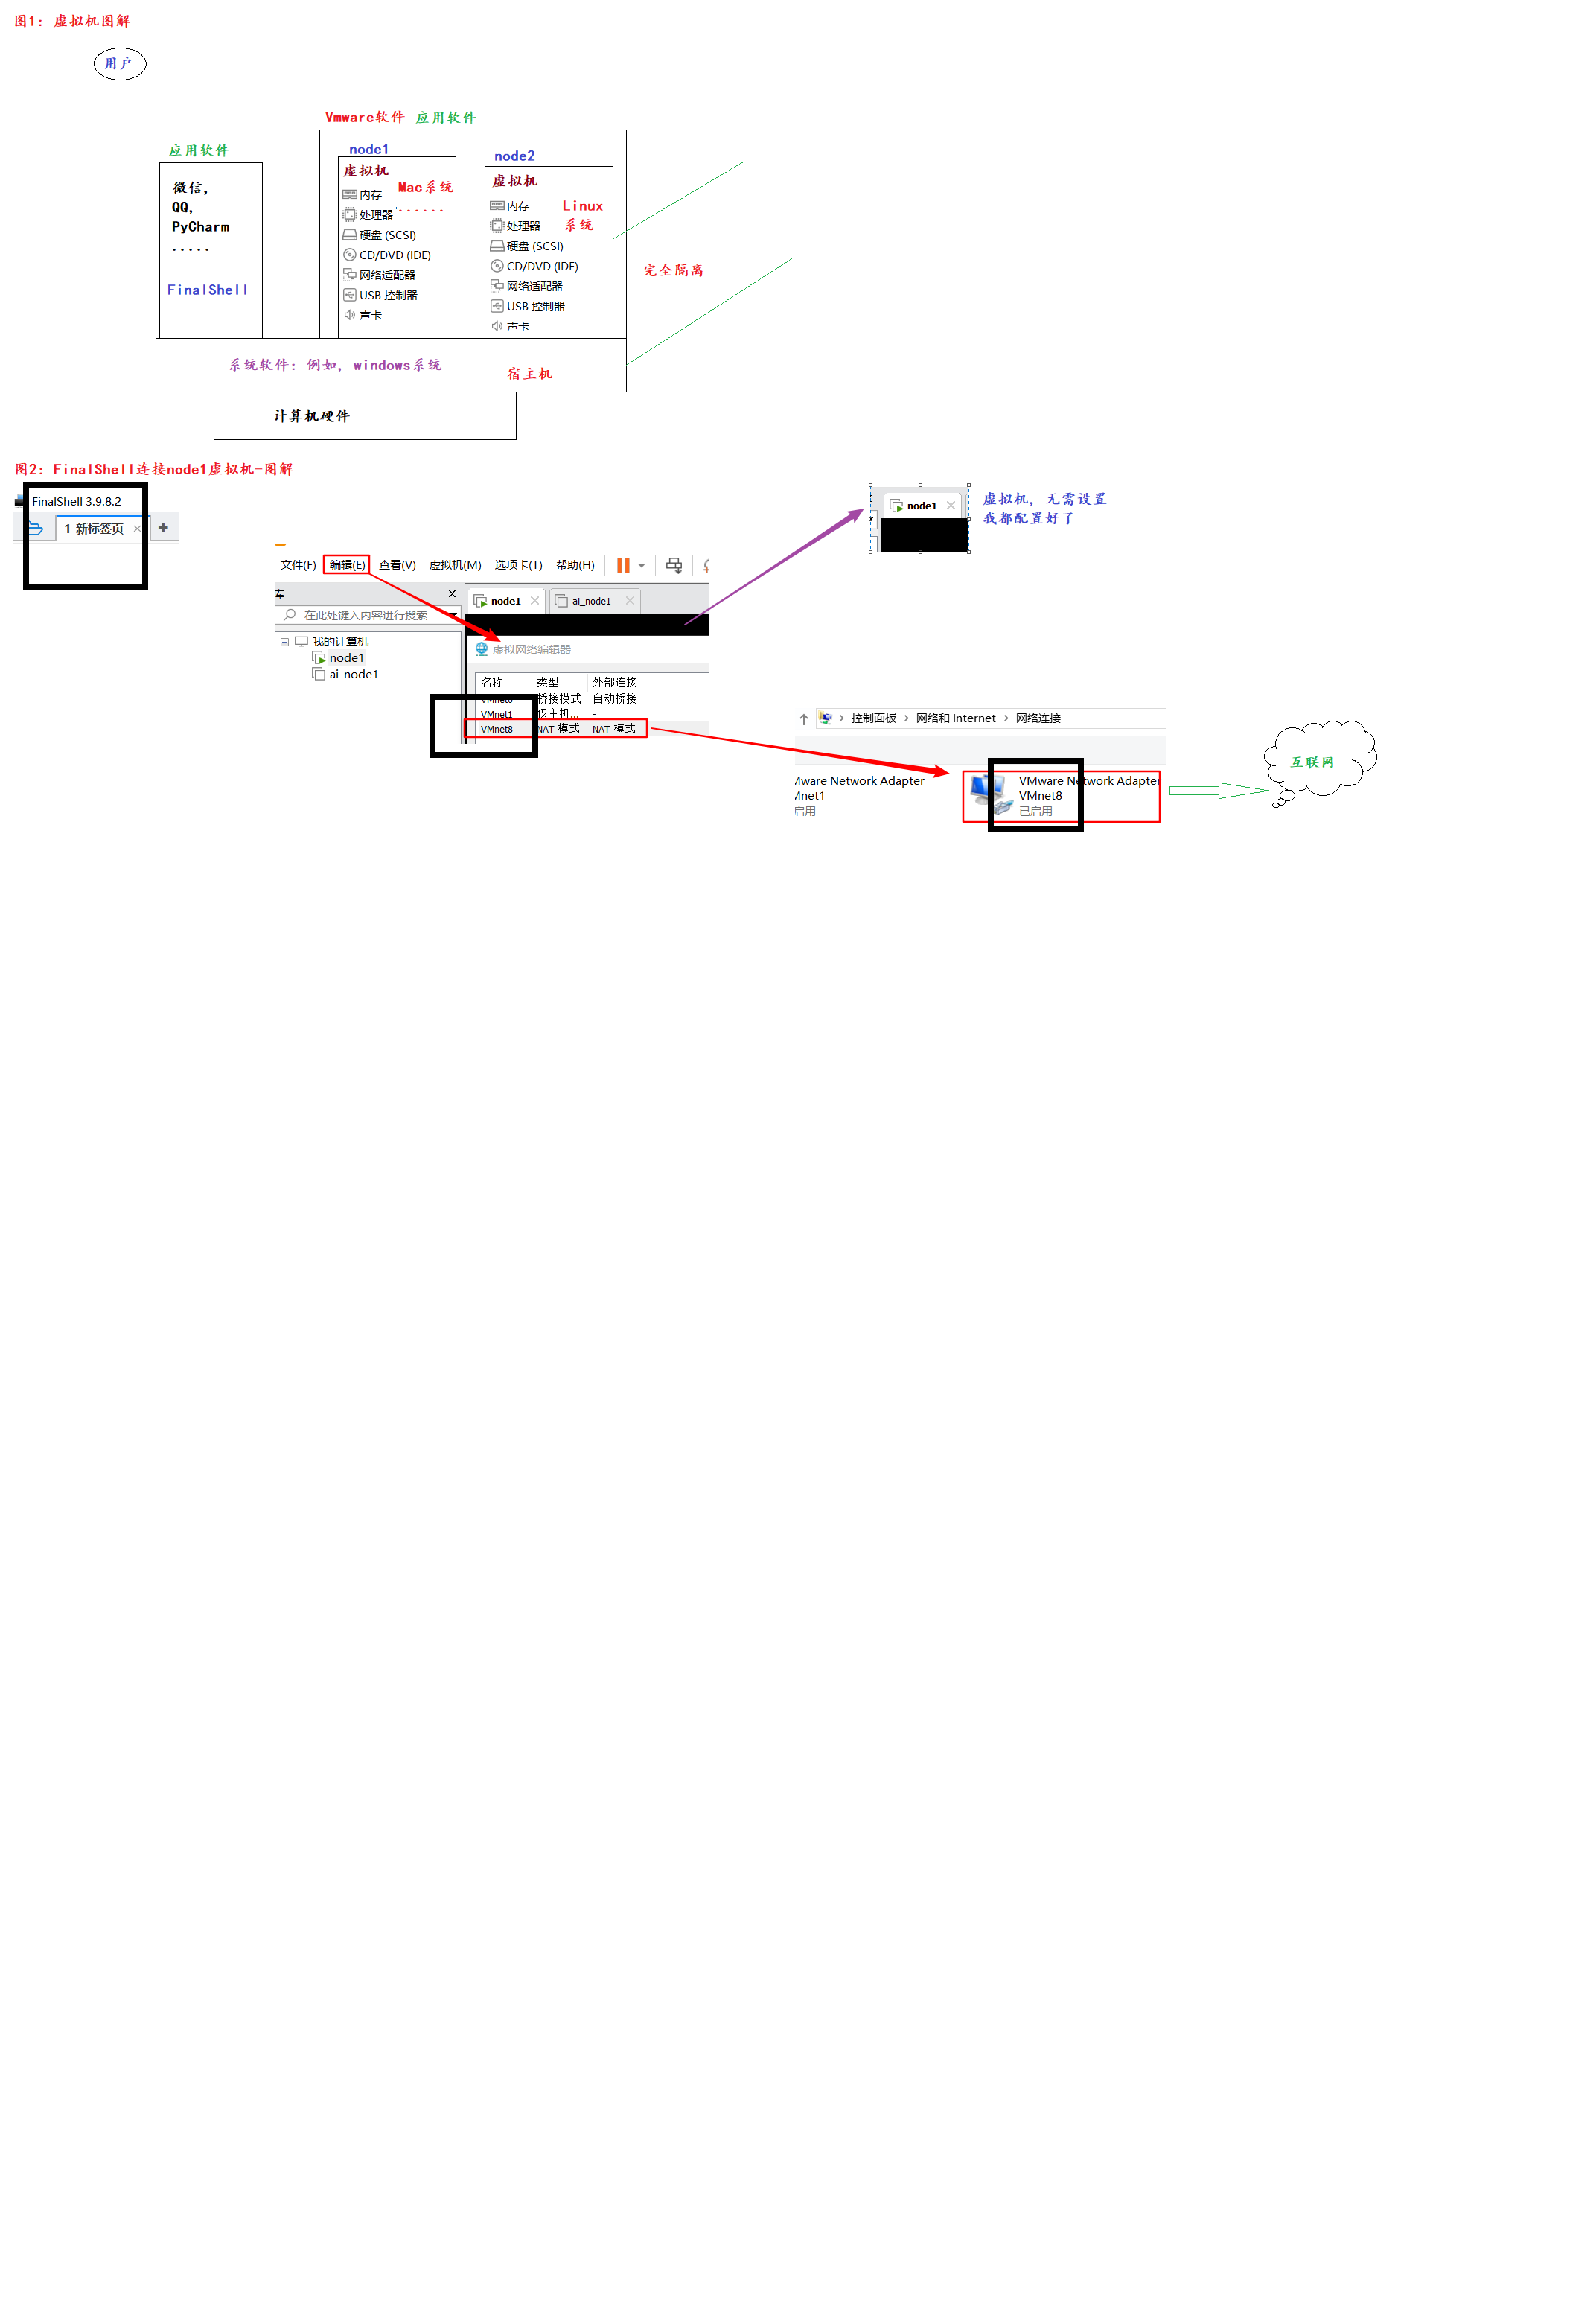 图1: 虚拟机图解
用户
Vmware软件 应用软件
应用软件
微信,
QQ,
PyCharm
.....
FinalShell
node1
虚拟机
Mac系统
......
内存
处理器
硬盘 (SCSI)
CD/DVD (IDE)
网络适配器
USB 控制器
声卡
node2
虚拟机
Linux
系统
内存
处理器
硬盘 (SCSI)
CD/DVD (IDE)
网络适配器
USB 控制器
声卡
完全隔离
系统软件: 例如, windows系统
宿主机
计算机硬件
图2: FinalShell连接node1虚拟机-图解
FinalShell 3.9.8.2
1 新标签页 × +
node1 ×
虚拟机, 无需设置
我都配置好了
文件(F) 编辑(E) 查看(V) 虚拟机(M) 选项卡(T) 帮助(H)
库 ×
在此处键入内容进行搜索
我的计算机
node1
ai_node1
node1 × ai_node1 ×
虚拟网络编辑器
名称 类型 外部连接
VMnet0 桥接模式 自动桥接
VMnet1 仅主机... -
VMnet8 NAT 模式 NAT 模式
控制面板 > 网络和 Internet > 网络连接
Mware Network Adapter
Mnet1
启用
VMware Network Adapter
VMnet8
已启用
互联网